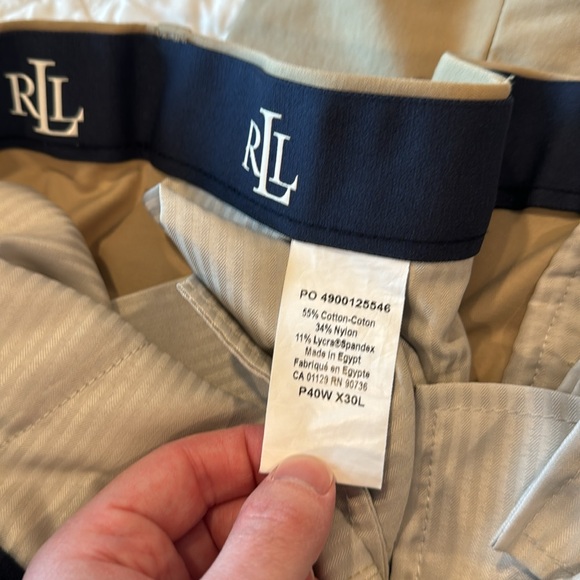 RLL
RLL
PO 4900125546
55% Cotton-Coton
34% Nylon
11% Lycra®Spandex
Made in Egypt
Fabriqué en Egypte
CA 01129 RN 90736
P40W X30L